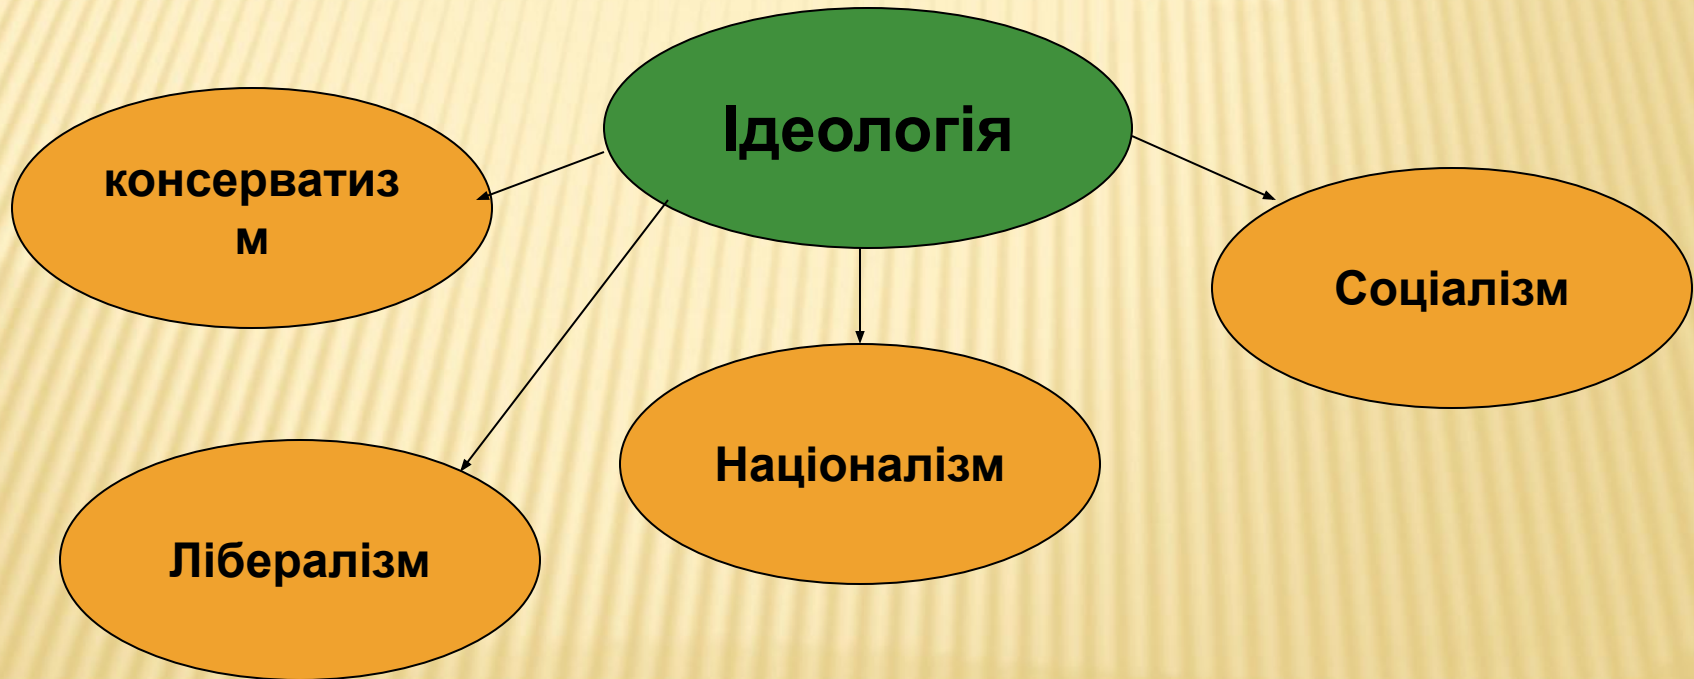 Ідеологія
консерватиз
м
Соціалізм
Націоналізм
Лібералізм